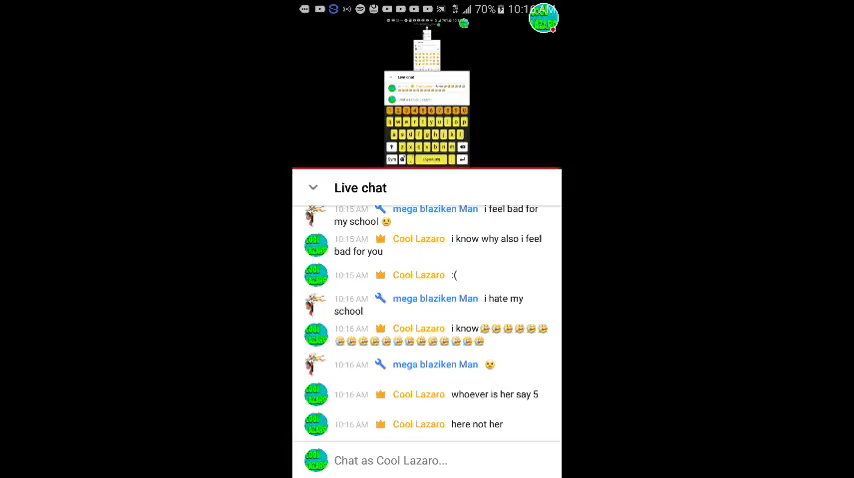 70% 10:16 AM
Live chat
Live chat
10:15 AM mega blaziken Man i feel bad for
my school 😢
10:15 AM Cool Lazaro i know why also i feel
bad for you
10:15 AM Cool Lazaro :(
10:16 AM mega blaziken Man i hate my
school
10:16 AM Cool Lazaro i know😭😭😭😭😭😭
😭😭😭😭😭😭😭😭😭😭😭😭😭
10:16 AM mega blaziken Man 😢
10:16 AM Cool Lazaro whoever is her say 5
10:16 AM Cool Lazaro here not her
COOL LAZARO Chat as Cool Lazaro...